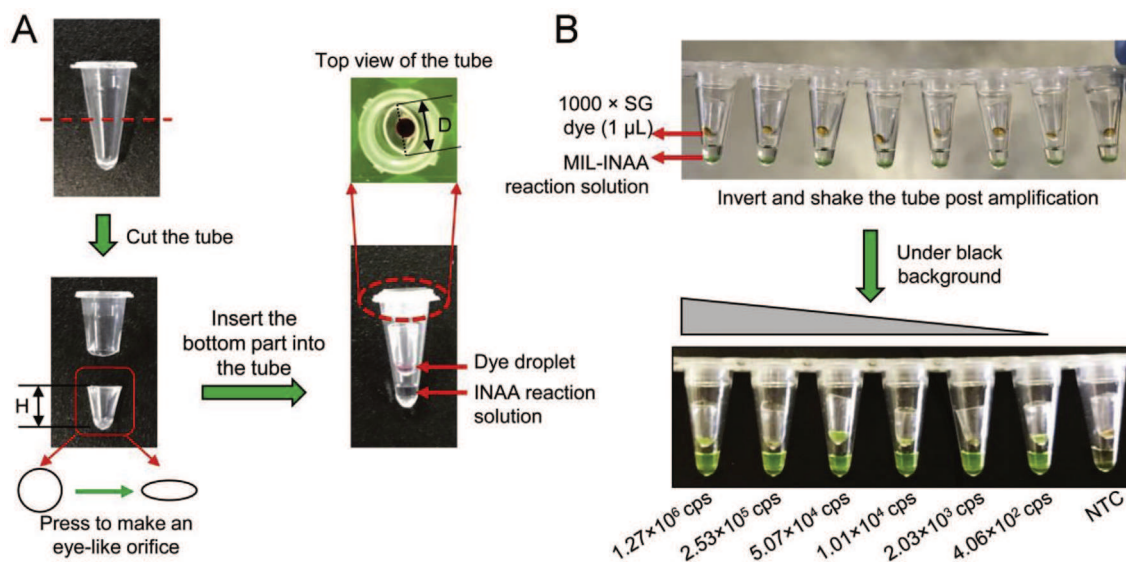 A
Top view of the tube
D
Cut the tube
H
Insert the
bottom part into
the tube
Dye droplet
INAA reaction
solution
Press to make an
eye-like orifice
B
1000 × SG
dye (1 µL)
MIL-INAA
reaction solution
Invert and shake the tube post amplification
Under black
background
1.27×10⁶ cps
2.53×10⁵ cps
5.07×10⁴ cps
1.01×10⁴ cps
2.03×10³ cps
4.06×10² cps
NTC